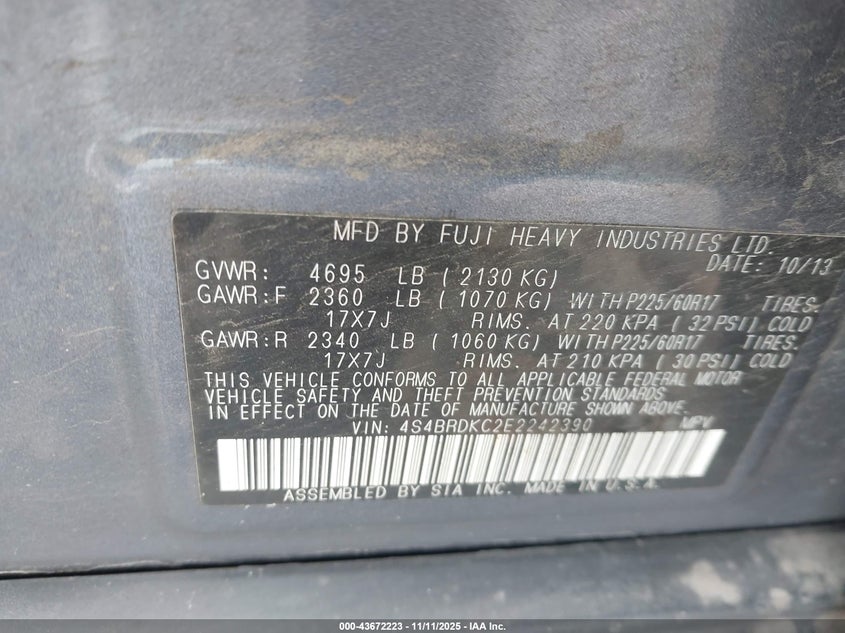 MFD BY FUJI HEAVY INDUSTRIES LTD.
DATE: 10/13
GVWR: 4695 LB ( 2130 KG)
GAWR:F 2360 LB ( 1070 KG) WITH P225/60R17 TIRES.
17X7J RIMS. AT 220 KPA ( 32 PSI) COLD
GAWR:R 2340 LB ( 1060 KG) WITH P225/60R17 TIRES.
17X7J RIMS. AT 210 KPA ( 30 PSI) COLD
THIS VEHICLE CONFORMS TO ALL APPLICABLE FEDERAL MOTOR
VEHICLE SAFETY AND THEFT PREVENTION STANDARDS
IN EFFECT ON THE DATE OF MANUFACTURE SHOWN ABOVE.
VIN: 4S4BRDKC2E2242390 MPV
ASSEMBLED BY SIA INC. MADE IN U.S.A.
000-43672223 - 11/11/2025 - IAA Inc.